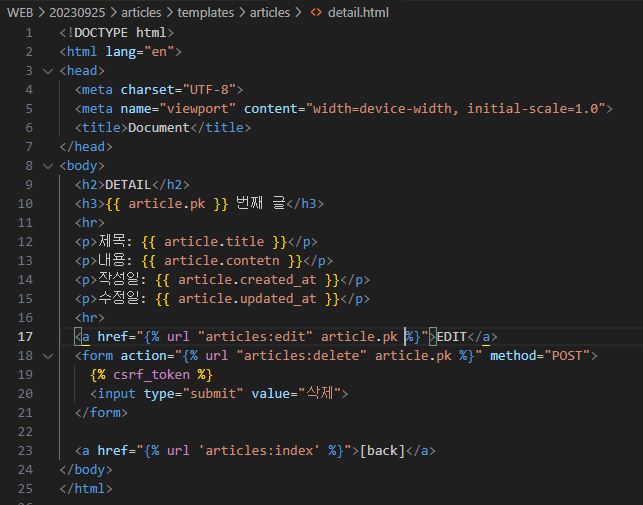 WEB > 20230925 > articles > templates > articles > <> detail.html
1 <!DOCTYPE html>
2 <html lang="en">
3 <head>
4 <meta charset="UTF-8">
5 <meta name="viewport" content="width=device-width, initial-scale=1.0">
6 <title>Document</title>
7 </head>
8 <body>
9 <h2>DETAIL</h2>
10 <h3>{{ article.pk }} 번째 글</h3>
11 <hr>
12 <p>제목: {{ article.title }}</p>
13 <p>내용: {{ article.contetn }}</p>
14 <p>작성일: {{ article.created_at }}</p>
15 <p>수정일: {{ article.updated_at }}</p>
16 <hr>
17 <a href="{% url "articles:edit" article.pk %}">EDIT</a>
18 <form action="{% url "articles:delete" article.pk %}" method="POST">
19 {% csrf_token %}
20 <input type="submit" value="삭제">
21 </form>
22
23 <a href="{% url 'articles:index' %}">[back]</a>
24 </body>
25 </html>
26